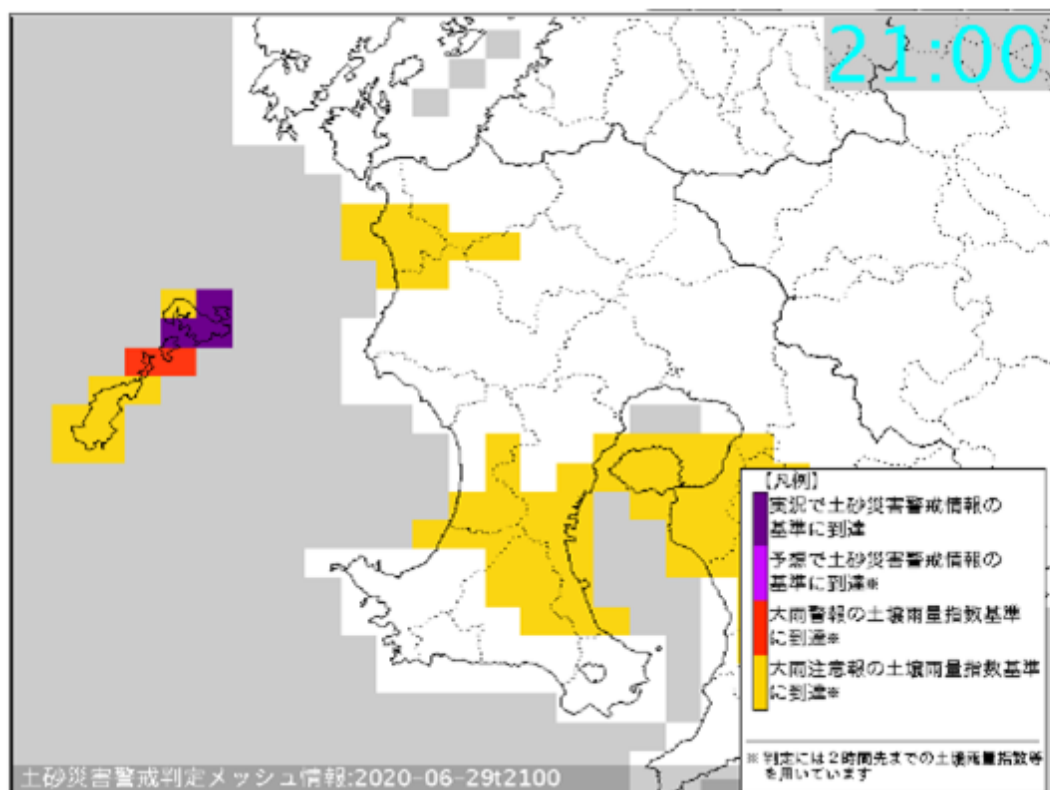 21:00
【凡例】
実況で土砂災害警戒情報の
基準に到達
予想で土砂災害警戒情報の
基準に到達※
大雨警報の土壌雨量指数基準
に到達※
大雨注意報の土壌雨量指数基準
に到達※
※判定には２時間先までの土壌雨量指数等
を用いています
土砂災害警戒判定メッシュ情報:2020-06-29t2100